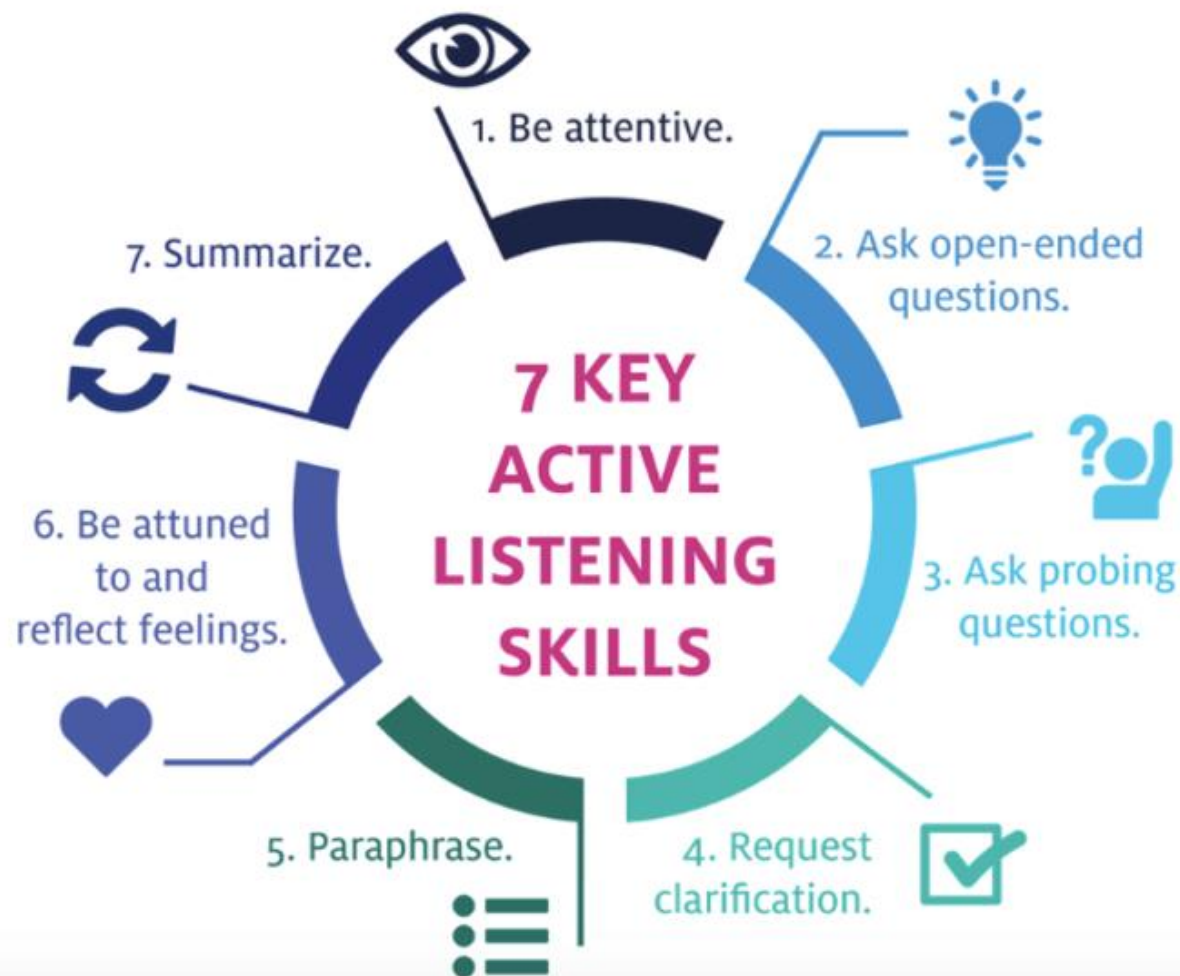 7 KEY
ACTIVE
LISTENING
SKILLS
1. Be attentive.
2. Ask open-ended
questions.
3. Ask probing
questions.
4. Request
clarification.
5. Paraphrase.
6. Be attuned
to and
reflect feelings.
7. Summarize.